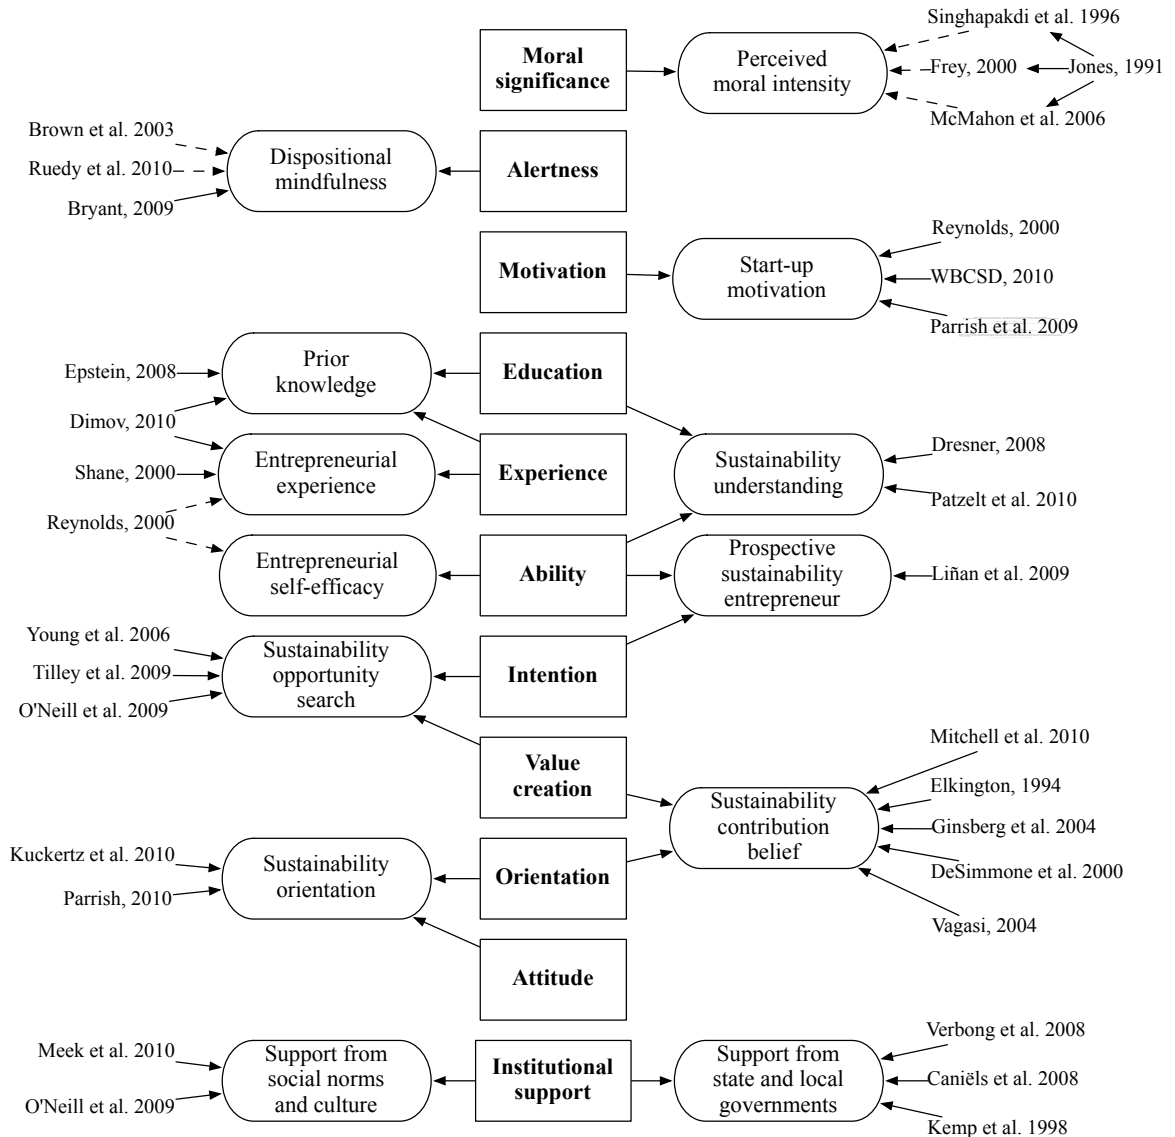 Singhapakdi et al. 1996
Moral
significance
Perceived
moral intensity
Frey, 2000
Jones, 1991
McMahon et al. 2006
Brown et al. 2003
Ruedy et al. 2010
Bryant, 2009
Dispositional
mindfulness
Alertness
Motivation
Start-up
motivation
Reynolds, 2000
WBCSD, 2010
Parrish et al. 2009
Epstein, 2008
Prior
knowledge
Education
Dimov, 2010
Shane, 2000
Reynolds, 2000
Entrepreneurial
experience
Experience
Sustainability
understanding
Dresner, 2008
Patzelt et al. 2010
Entrepreneurial
self-efficacy
Ability
Prospective
sustainability
entrepreneur
Liñan et al. 2009
Young et al. 2006
Tilley et al. 2009
O'Neill et al. 2009
Sustainability
opportunity
search
Intention
Value
creation
Sustainability
contribution
belief
Mitchell et al. 2010
Elkington, 1994
Ginsberg et al. 2004
DeSimmone et al. 2000
Vagasi, 2004
Kuckertz et al. 2010
Parrish, 2010
Sustainability
orientation
Orientation
Attitude
Meek et al. 2010
O'Neill et al. 2009
Support from
social norms
and culture
Institutional
support
Support from
state and local
governments
Verbong et al. 2008
Caniëls et al. 2008
Kemp et al. 1998